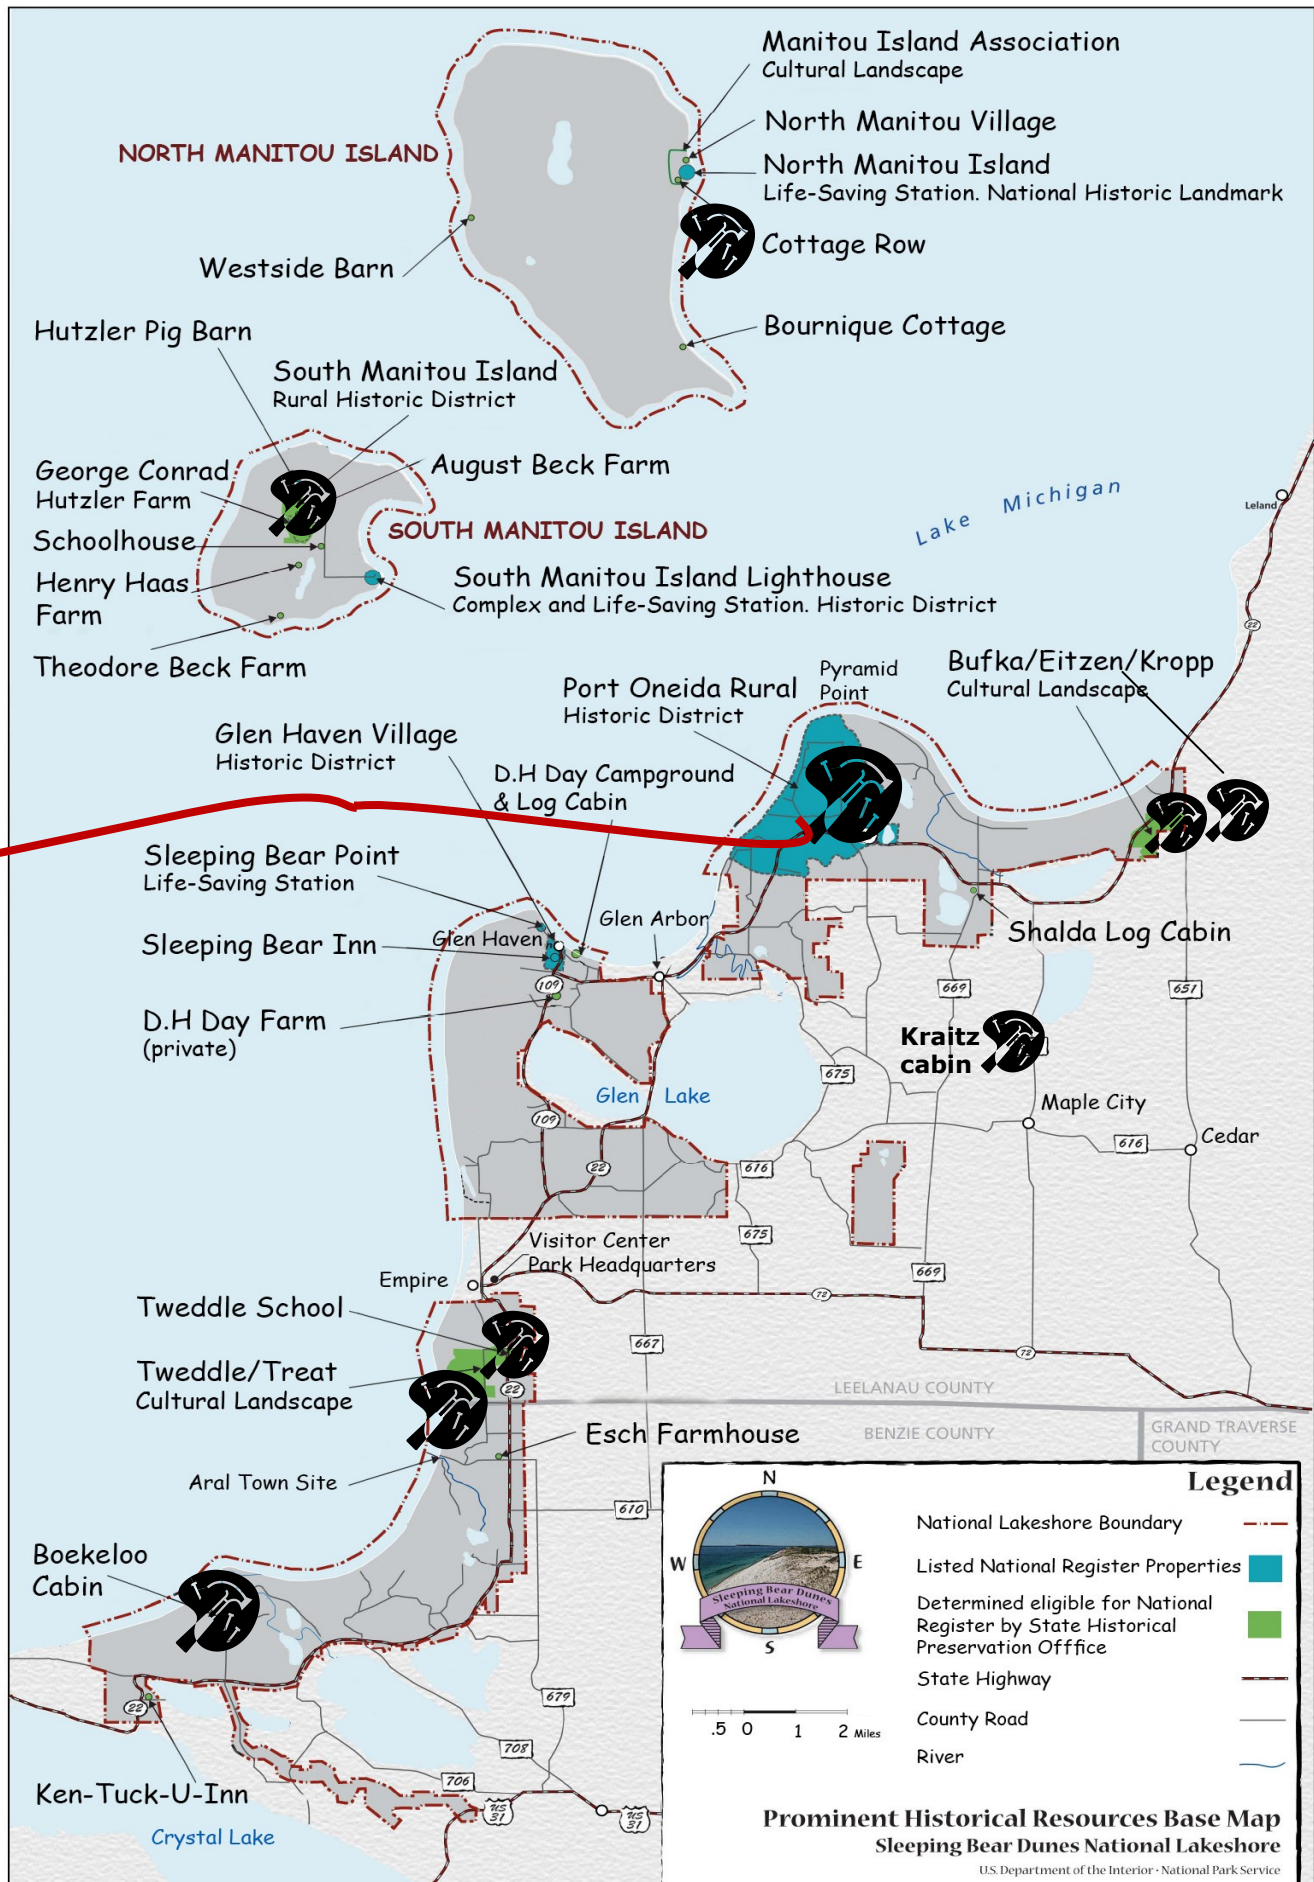 Manitou Island Association
Cultural Landscape
North Manitou Village
NORTH MANITOU ISLAND
North Manitou Island
Life-Saving Station. National Historic Landmark
Cottage Row
Westside Barn
Bournique Cottage
Hutzler Pig Barn
South Manitou Island
Rural Historic District
George Conrad
Hutzler Farm
August Beck Farm
Schoolhouse
SOUTH MANITOU ISLAND
Henry Haas
Farm
South Manitou Island Lighthouse
Complex and Life-Saving Station. Historic District
Theodore Beck Farm
Lake Michigan
Leland
22
Bufka/Eitzen/Kropp
Cultural Landscape
Pyramid
Point
Port Oneida Rural
Historic District
Glen Haven Village
Historic District
D.H Day Campground
& Log Cabin
Sleeping Bear Point
Life-Saving Station
Sleeping Bear Inn
Glen Haven
Glen Arbor
Shalda Log Cabin
109
669
651
D.H Day Farm
(private)
Kraitz
cabin
675
Glen Lake
109
Maple City
616
Cedar
22
616
675
669
Visitor Center
Park Headquarters
Empire
72
Tweddle School
667
72
Tweddle/Treat
Cultural Landscape
22
LEELANAU COUNTY
BENZIE COUNTY
GRAND TRAVERSE
COUNTY
Esch Farmhouse
Aral Town Site
610
Boekeloo
Cabin
22
679
708
706
Ken-Tuck-U-Inn
US
31
US
31
Crystal Lake
Legend
N
W
E
S
Sleeping Bear Dunes
National Lakeshore
National Lakeshore Boundary
Listed National Register Properties
Determined eligible for National
Register by State Historical
Preservation Offfice
State Highway
County Road
River
.5 0 1 2 Miles
Prominent Historical Resources Base Map
Sleeping Bear Dunes National Lakeshore
U.S. Department of the Interior · National Park Service